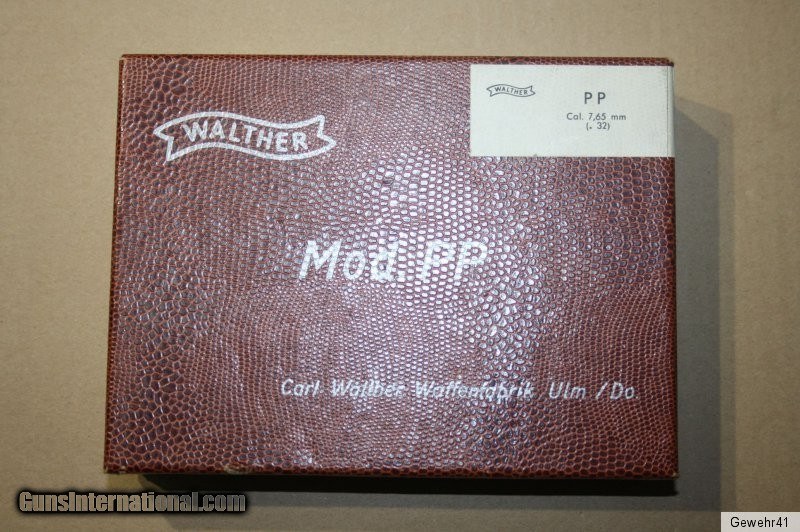 WALTHER
PP
Cal. 7,65 mm
(. 32)
WALTHER
Mod. PP
Carl Walther Waffenfabrik Ulm / Do
GunsInternational.com
Gewehr41